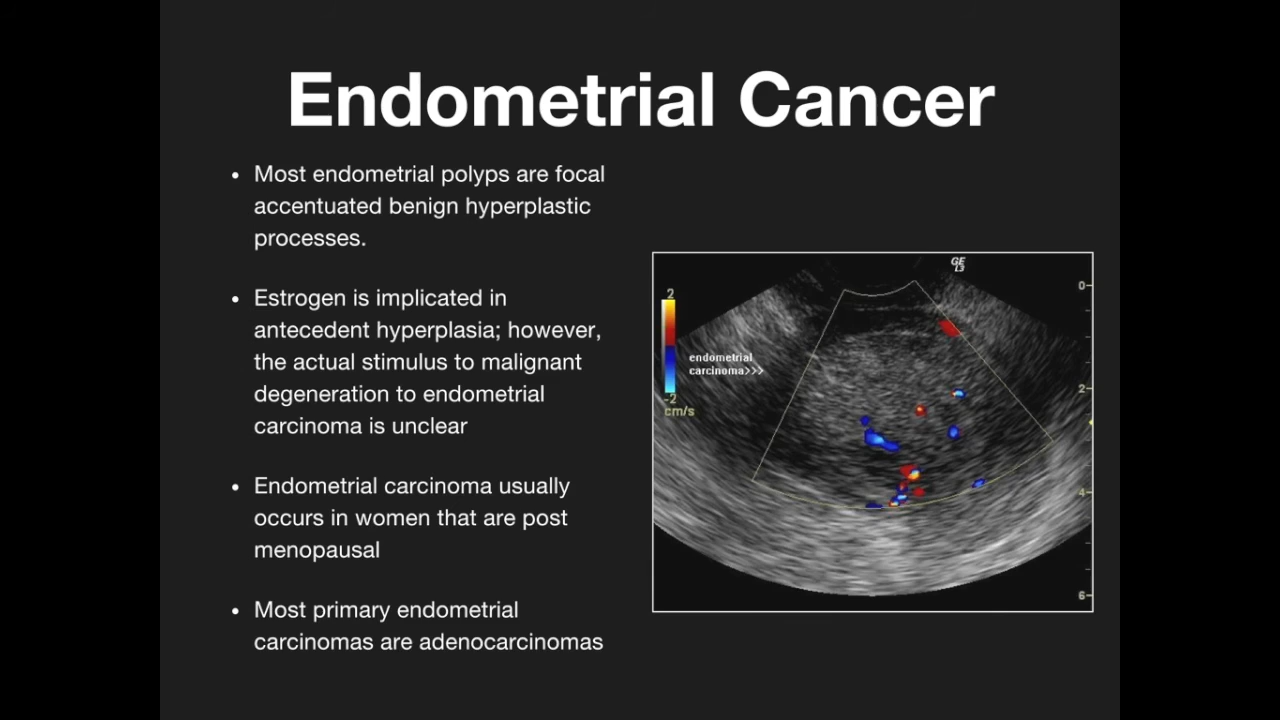 Endometrial Cancer
• Most endometrial polyps are focal
accentuated benign hyperplastic
processes.
• Estrogen is implicated in
antecedent hyperplasia; however,
the actual stimulus to malignant
degeneration to endometrial
carcinoma is unclear
• Endometrial carcinoma usually
occurs in women that are post
menopausal
• Most primary endometrial
carcinomas are adenocarcinomas
GE
L3
2
endometrial
carcinoma>>>
-2
cm/s
0
2
4
6